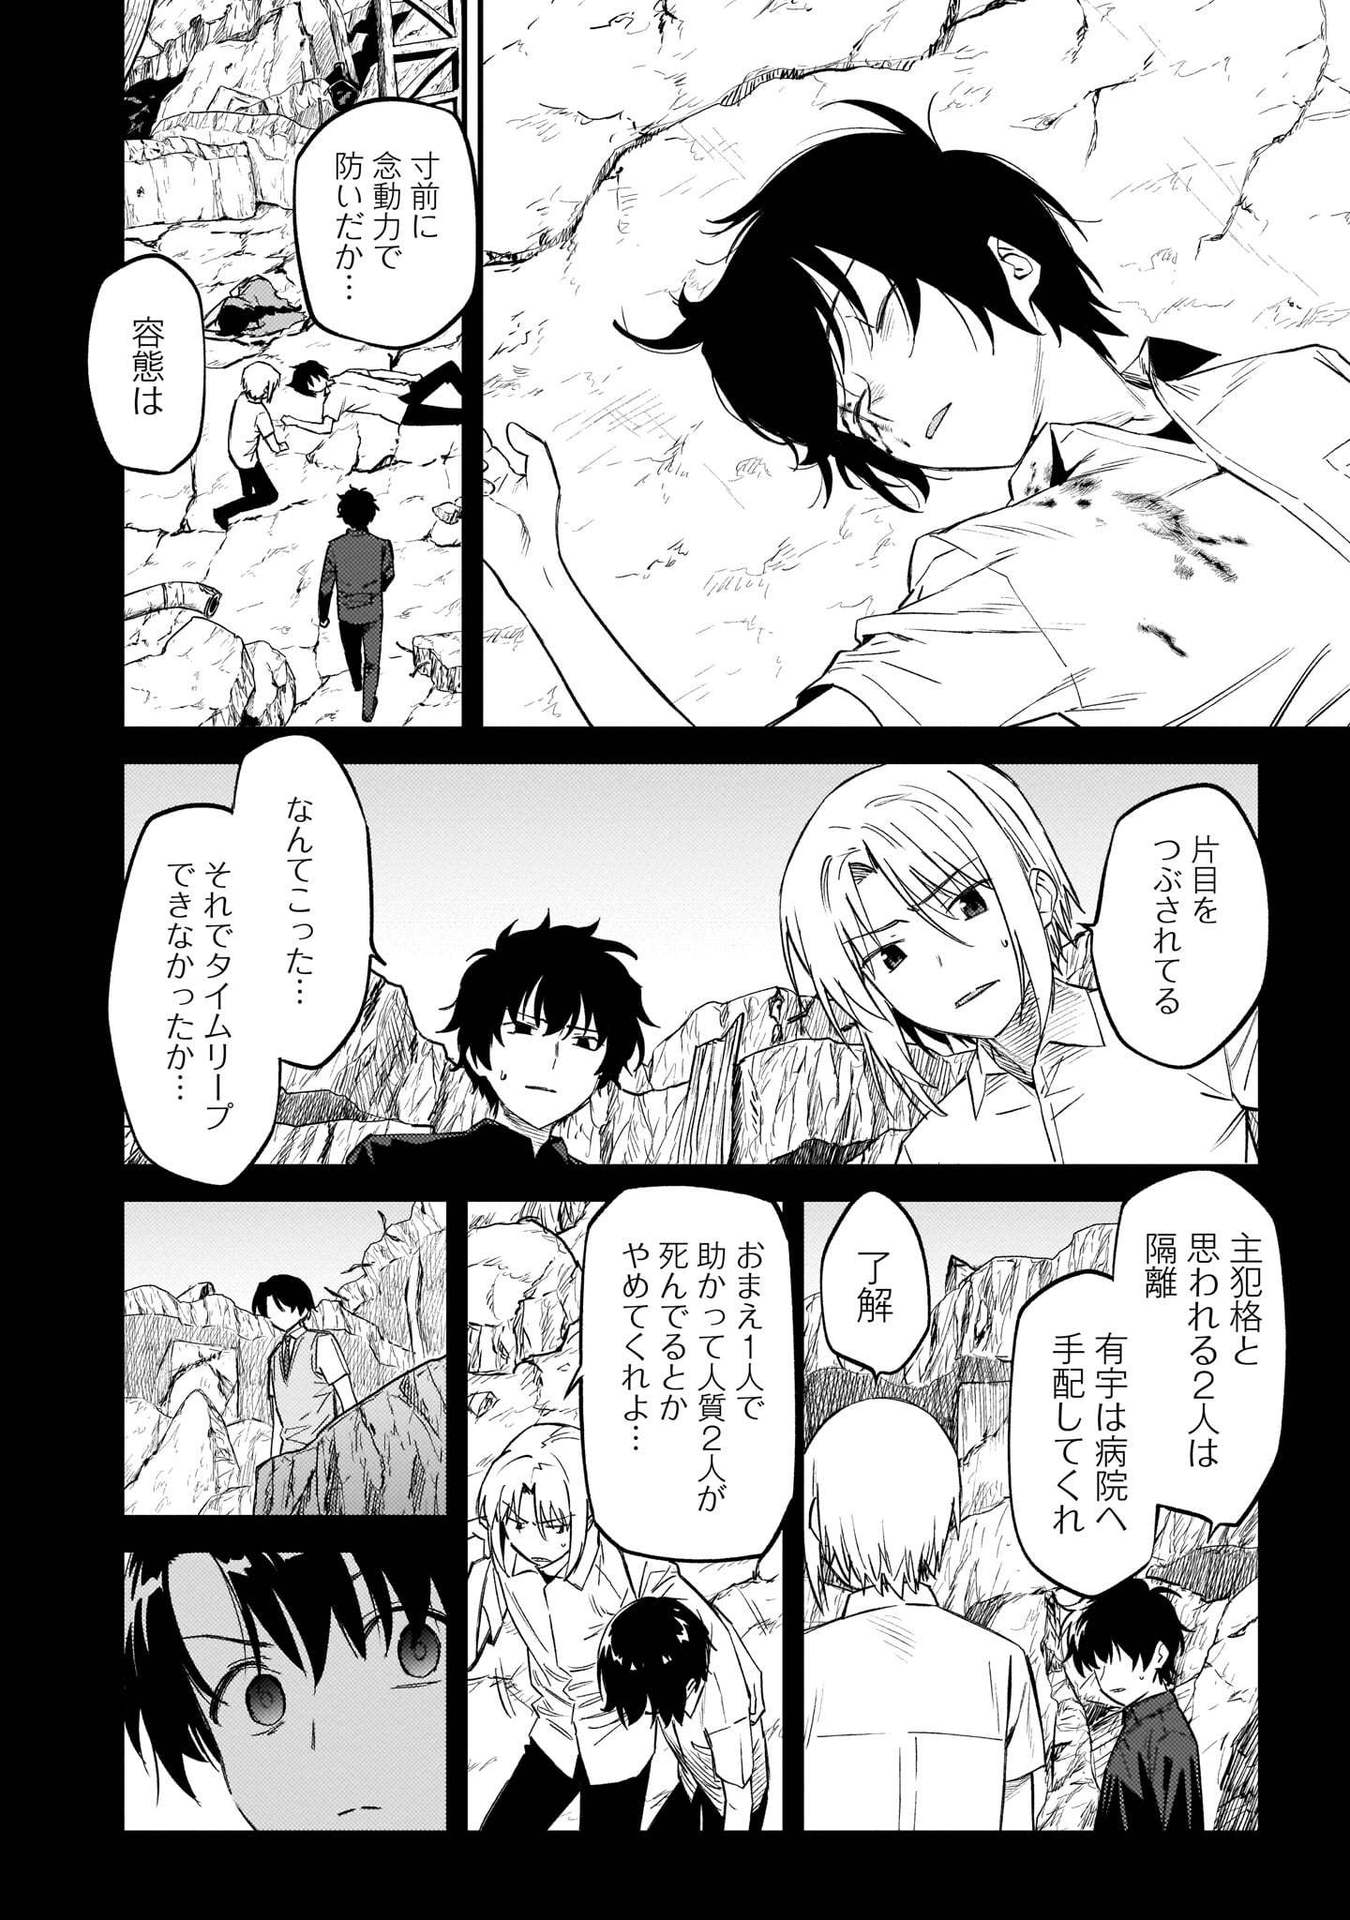 寸前に
念動力で
防いだか…
容態は
片目を
つぶされてる
なんてこった…
それでタイムリープ
できなかったか…
主犯格と
思われる2人は
隔離
有宇は病院へ
手配してくれ
了解
おまえ1人で
助かって人質2人が
死んでるとか
やめてくれよ…